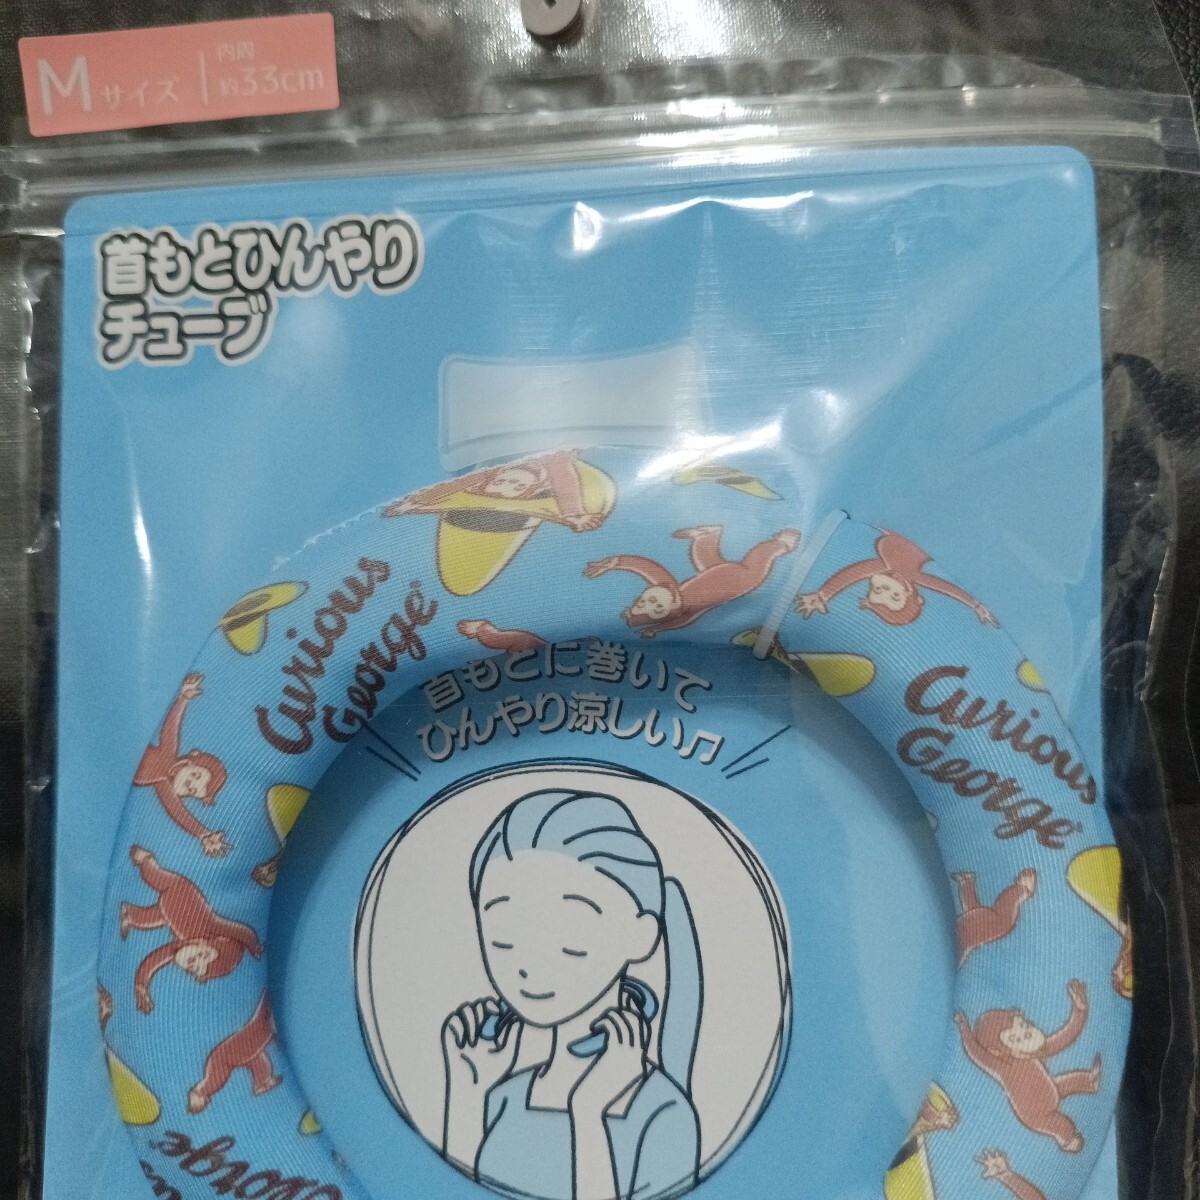 Mサイズ
内周
約33cm
首もとひんやり
チューブ
Curious
George®
Curious
George®
首もとに巻いて
ひんやり涼しい♫
George